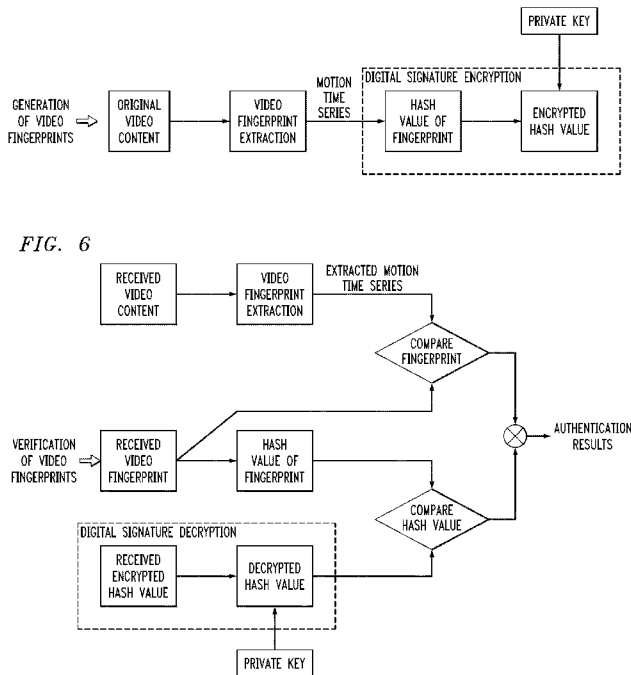 PRIVATE KEY
DIGITAL SIGNATURE ENCRYPTION
MOTION
TIME
SERIES
GENERATION
OF VIDEO
FINGERPRINTS
ORIGINAL
VIDEO
CONTENT
VIDEO
FINGERPRINT
EXTRACTION
HASH
VALUE OF
FINGERPRINT
ENCRYPTED
HASH VALUE
FIG. 6
RECEIVED
VIDEO
CONTENT
VIDEO
FINGERPRINT
EXTRACTION
EXTRACTED MOTION
TIME SERIES
COMPARE
FINGERPRINT
VERIFICATION
OF VIDEO
FINGERPRINTS
RECEIVED
VIDEO
FINGERPRINT
HASH
VALUE OF
FINGERPRINT
AUTHENTICATION
RESULTS
COMPARE
HASH VALUE
DIGITAL SIGNATURE DECRYPTION
RECEIVED
ENCRYPTED
HASH VALUE
DECRYPTED
HASH VALUE
PRIVATE KEY